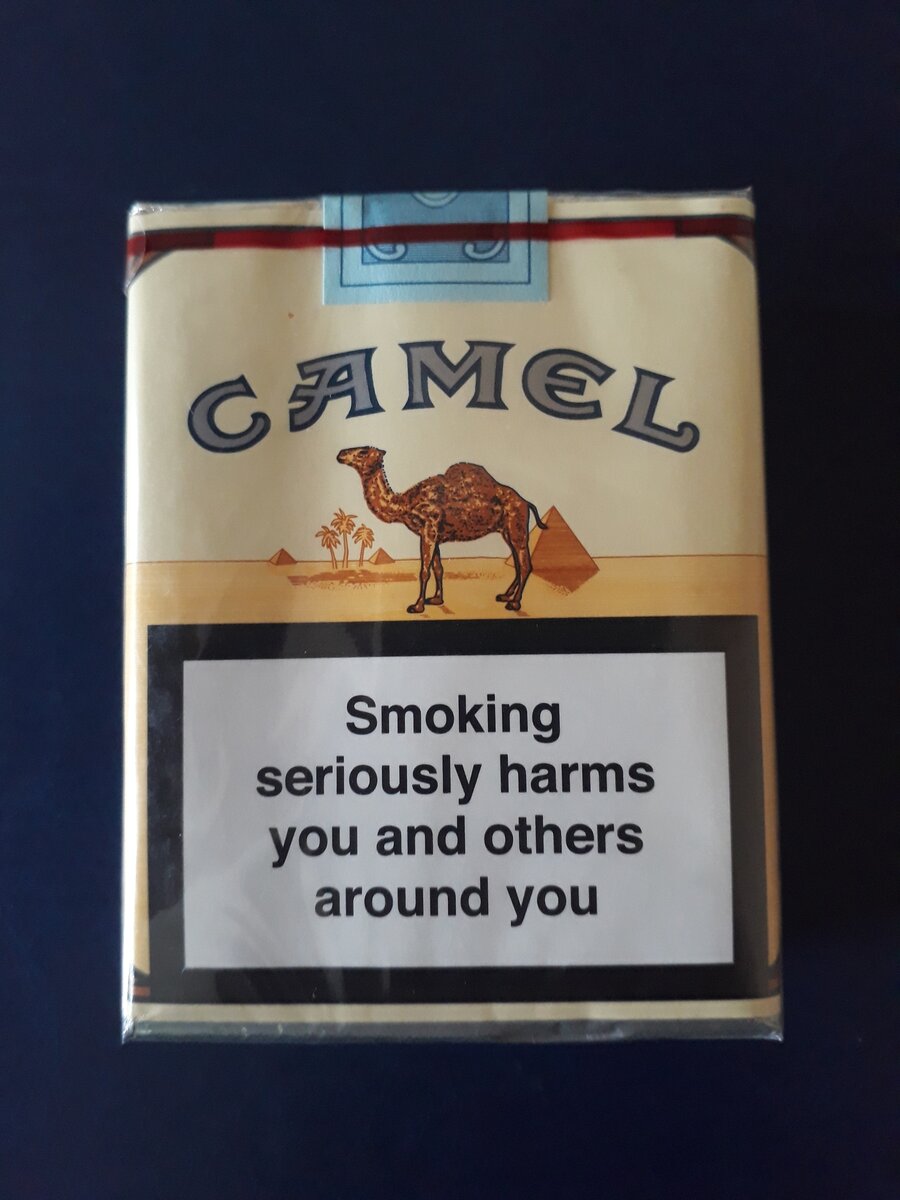 CAMEL
Smoking
seriously harms
you and others
around you